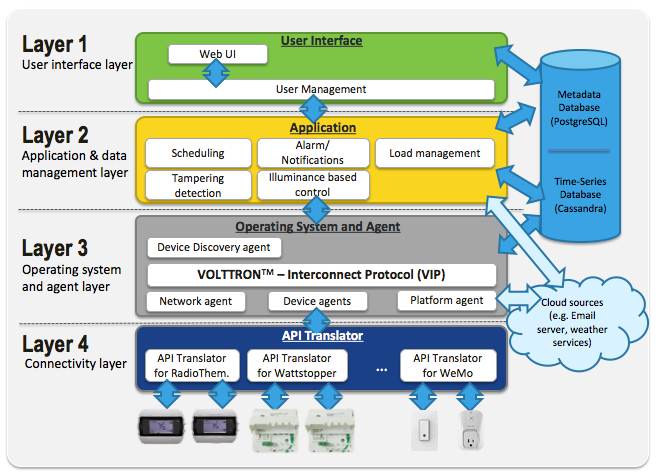 Layer 1
User interface layer
User Interface
Web UI
User Management
Metadata
Database
(PostgreSQL)
Time-Series
Database
(Cassandra)
Layer 2
Application & data
management layer
Application
Scheduling
Alarm/
Notifications
Load management
Tampering
detection
Illuminance based
control
Layer 3
Operating system
and agent layer
Operating System and Agent
Device Discovery agent
VOLTTRON™ – Interconnect Protocol (VIP)
Network agent
Device agents
Platform agent
Cloud sources
(e.g. Email
server, weather
services)
Layer 4
Connectivity layer
API Translator
API Translator
for RadioThem.
API Translator
for Wattstopper
...
API Translator
for WeMo